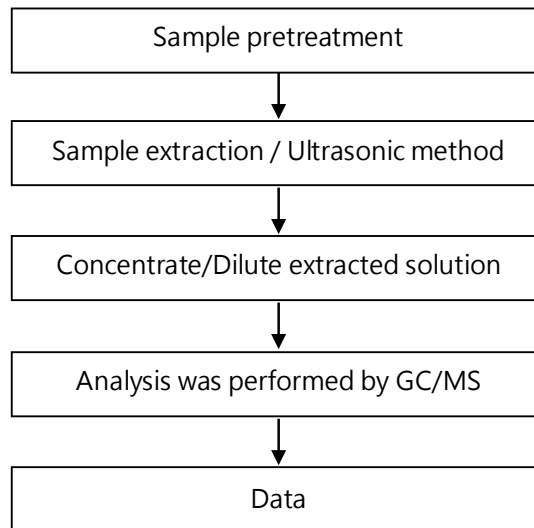 Sample pretreatment
Sample extraction / Ultrasonic method
Concentrate/Dilute extracted solution
Analysis was performed by GC/MS
Data